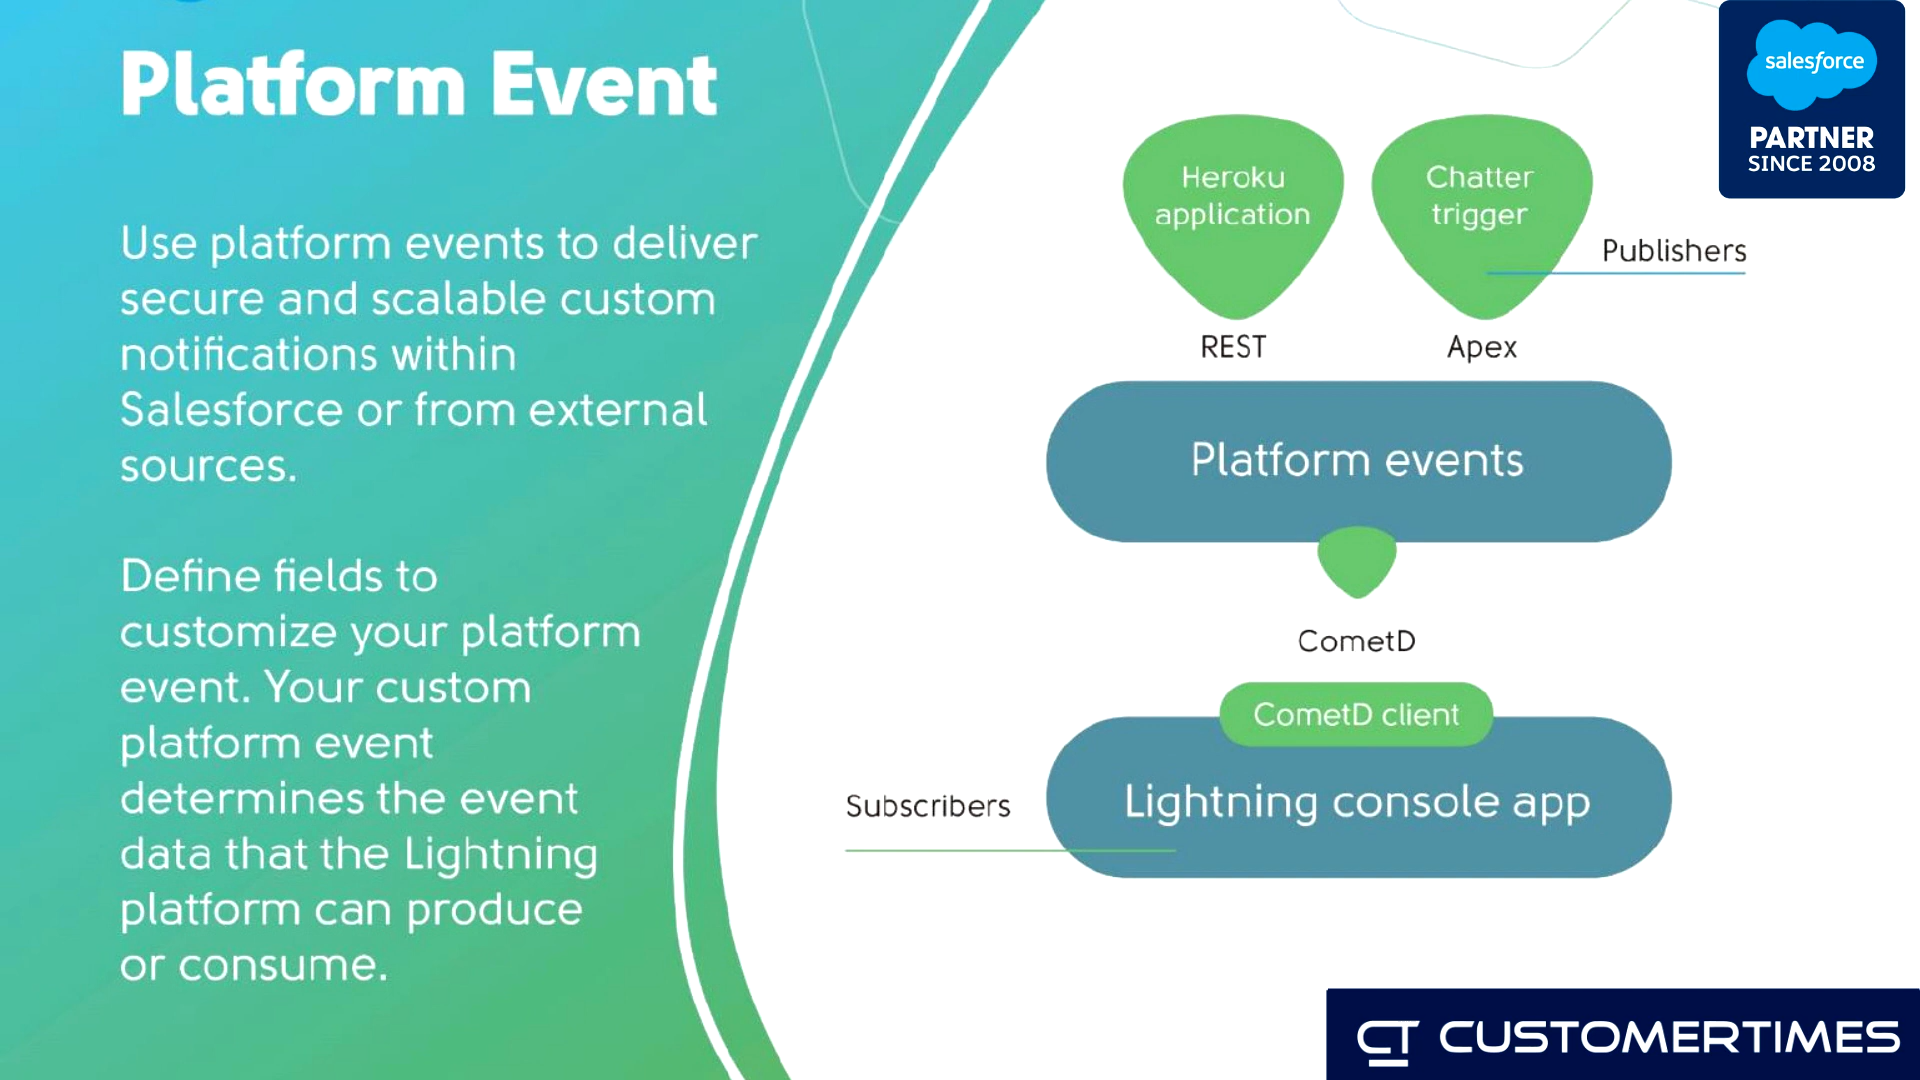 Platform Event
Use platform events to deliver
secure and scalable custom
notifications within
Salesforce or from external
sources.
Define fields to
customize your platform
event. Your custom
platform event
determines the event
data that the Lightning
platform can produce
or consume.
salesforce
PARTNER
SINCE 2008
Heroku
application
Chatter
trigger
Publishers
REST
Apex
Platform events
CometD
CometD client
Lightning console app
Subscribers
CT CUSTOMERTIMES